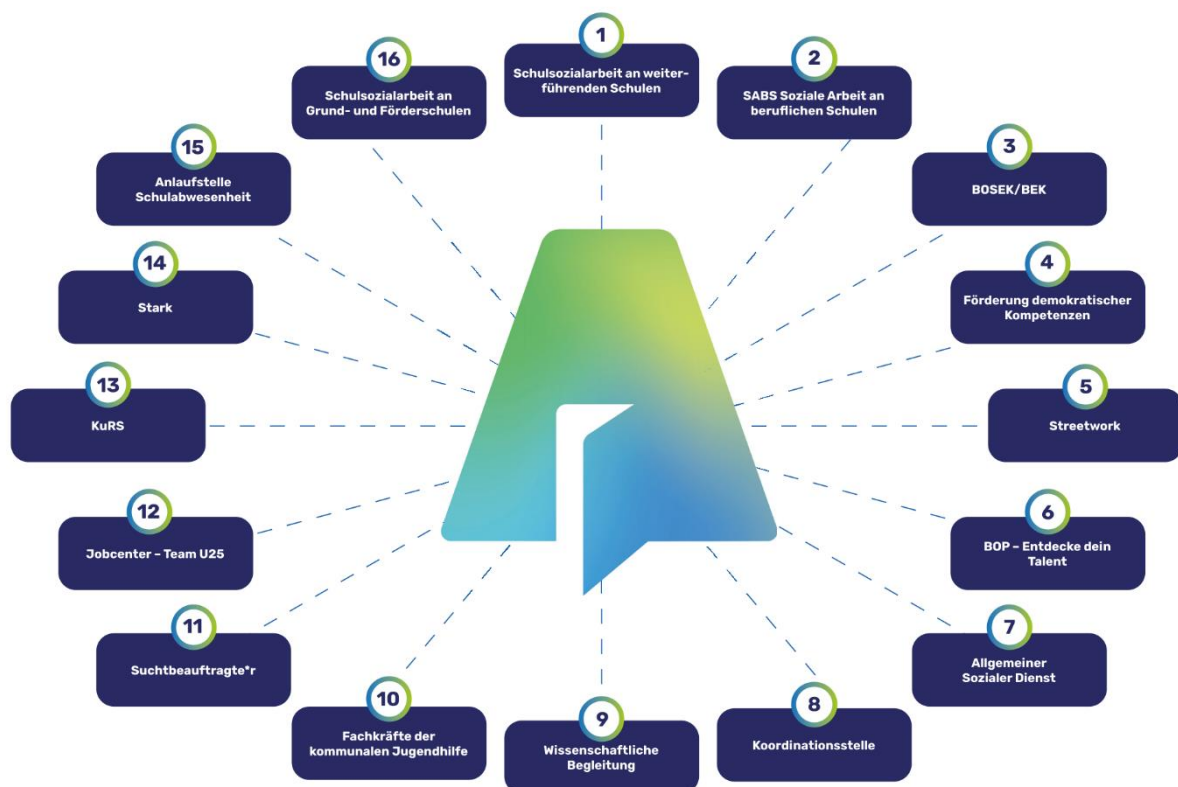 1
Schulsozialarbeit an weiter-
führenden Schulen
2
SABS Soziale Arbeit an
beruflichen Schulen
3
BOSEK/BEK
4
Förderung demokratischer
Kompetenzen
5
Streetwork
6
BOP – Entdecke dein
Talent
7
Allgemeiner
Sozialer Dienst
8
Koordinationsstelle
9
Wissenschaftliche
Begleitung
10
Fachkräfte der
kommunalen Jugendhilfe
11
Suchtbeauftragte*r
12
Jobcenter – Team U25
13
KuRS
14
Stark
15
Anlaufstelle
Schulabwesenheit
16
Schulsozialarbeit an
Grund- und Förderschulen